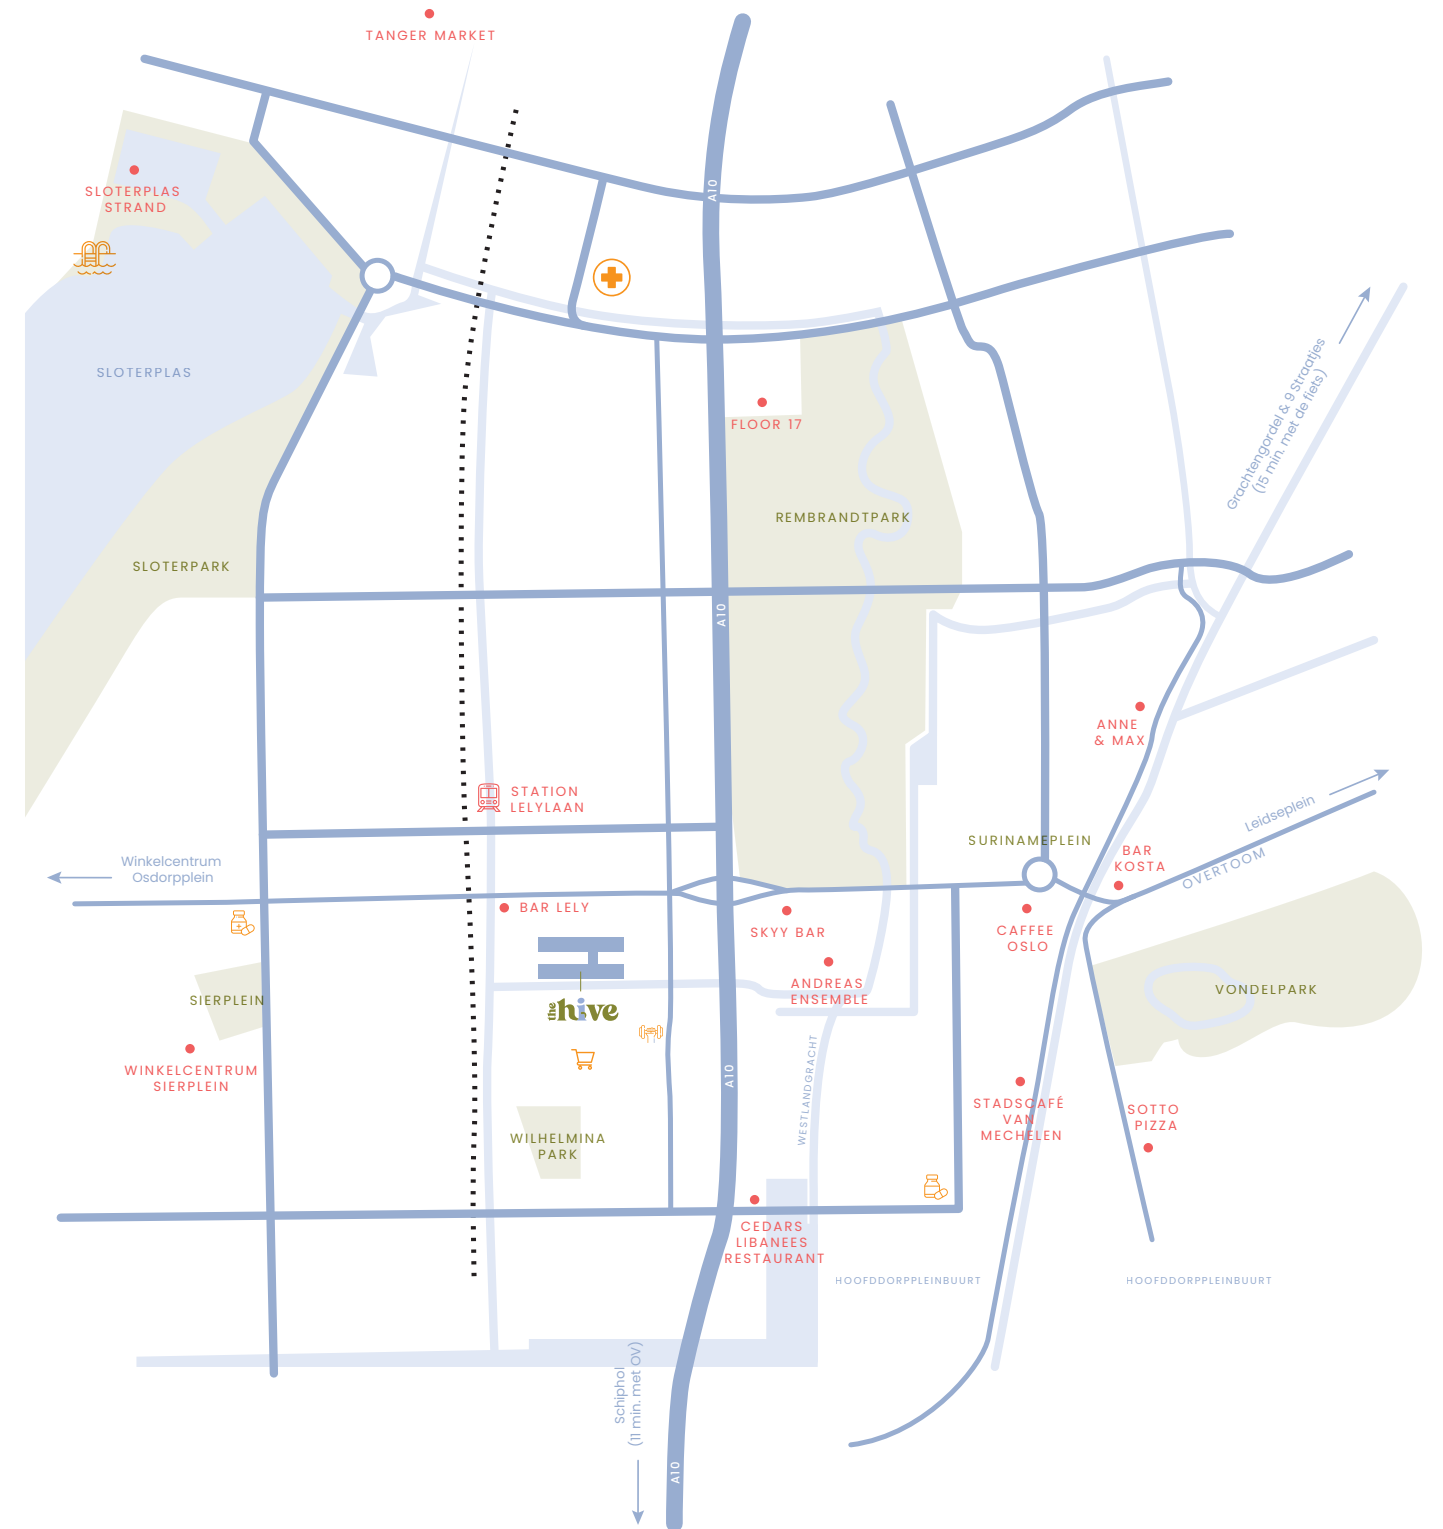 TANGER MARKET
A10
SLOTERPLAS
STRAND
SLOTERPLAS
FLOOR 17
Grachtengordel & 9 Straatjes
(15 min. met de fiets)
REMBRANDTPARK
SLOTERPARK
A10
ANNE
& MAX
STATION
LELYLAAN
Leidseplein
SURINAMEPLEIN
BAR
KOSTA
OVERTOOM
Winkelcentrum
Osdorpplein
BAR LELY
SKYY BAR
CAFFEE
OSLO
ANDREAS
ENSEMBLE
VONDELPARK
SIERPLEIN
the hive
WINKELCENTRUM
SIERPLEIN
A10
WESTLANDGRACHT
STADSCAFÉ
VAN
MECHELEN
SOTTO
PIZZA
WILHELMINA
PARK
CEDARS
LIBANEES
RESTAURANT
HOOFDDORPPLEINBUURT
HOOFDDORPPLEINBUURT
Schiphol
(11 min. met OV)
A10